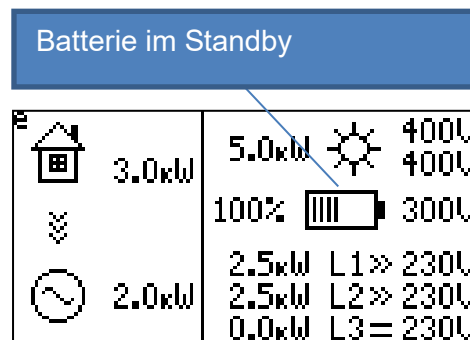 Batterie im Standby
e
3.0kW
2.0kW
5.0kW 400V
400V
100% 300V
2.5kW L1» 230V
2.5kW L2» 230V
0.0kW L3= 230V